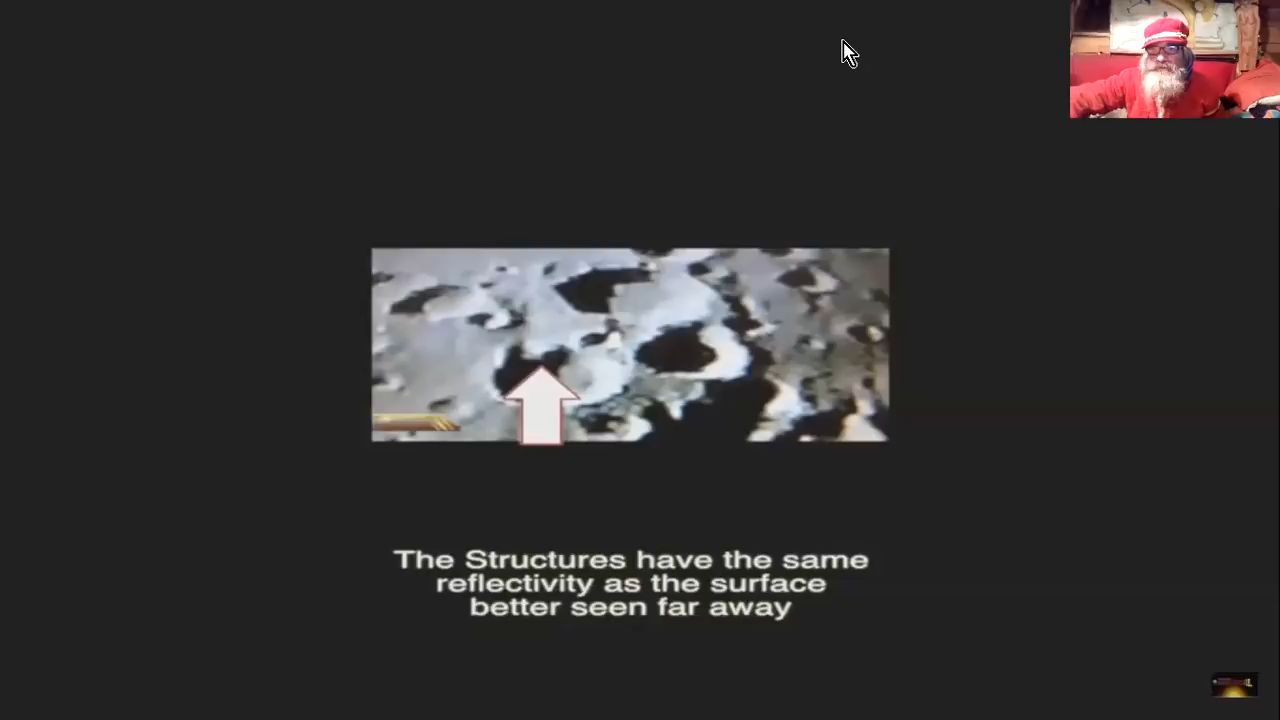 The Structures have the same
reflectivity as the surface
better seen far away